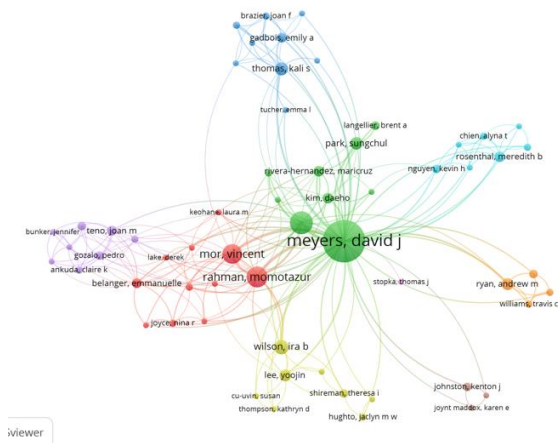 brazier, joan f
gadbois, emily a
thomas, kali s
tucher, emma l
langellier, brent a
park, sungchul
chien, alyna t
rosenthal, meredith b
nguyen, kevin h
rivera-hernandez, maricruz
kim, daeho
keohane, laura m
bunker, jennifer
teno, joan m
meyers, david j
gozalo, pedro
lake, derek
mor, vincent
ankuda, claire k
belanger, emmanuelle
rahman, momotazur
stopka, thomas j
ryan, andrew m
williams, travis c
joyce, nina r
wilson, ira b
lee, yoojin
cu-uvin, susan
shireman, theresa i
thompson, kathryn d
hughto, jaclyn m w
johnston, kenton j
joynt maddox, karen e
Sviewer